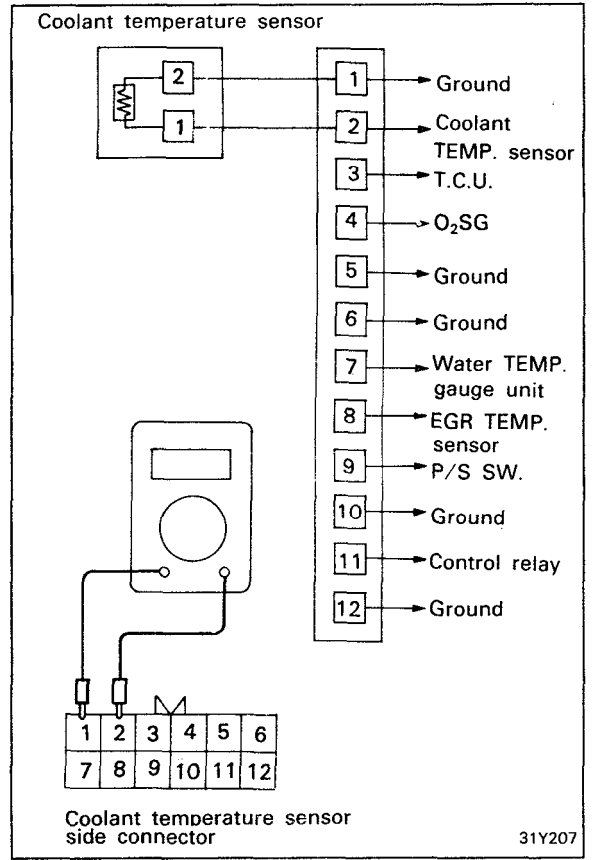 Coolant temperature sensor
2
1
1
Ground
2
Coolant
TEMP. sensor
3
T.C.U.
4
O₂SG
5
Ground
6
Ground
7
Water TEMP.
gauge unit
8
EGR TEMP.
sensor
9
P/S SW.
10
Ground
11
Control relay
12
Ground
1 2 3 4 5 6
7 8 9 10 11 12
Coolant temperature sensor
side connector
31Y207